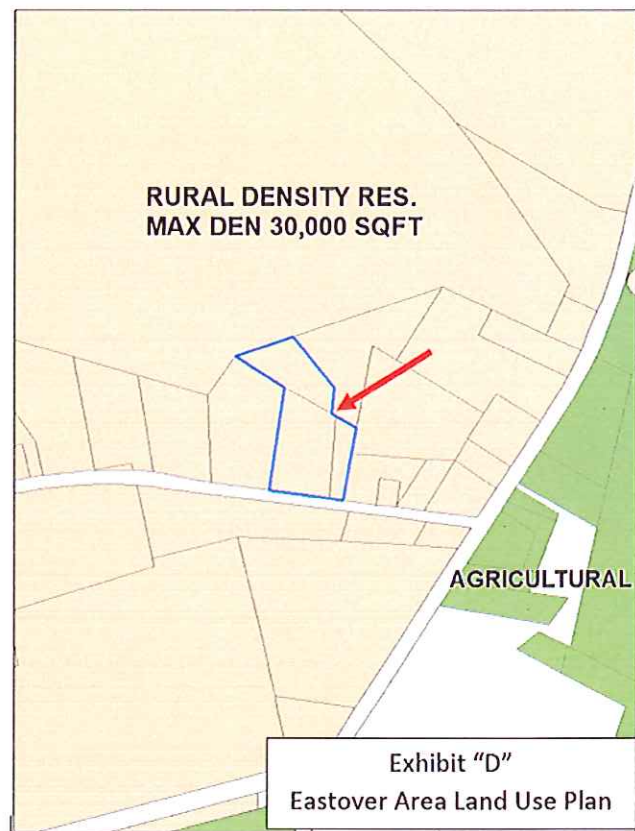 RURAL DENSITY RES.
MAX DEN 30,000 SQFT
AGRICULTURAL
Exhibit “D”
Eastover Area Land Use Plan